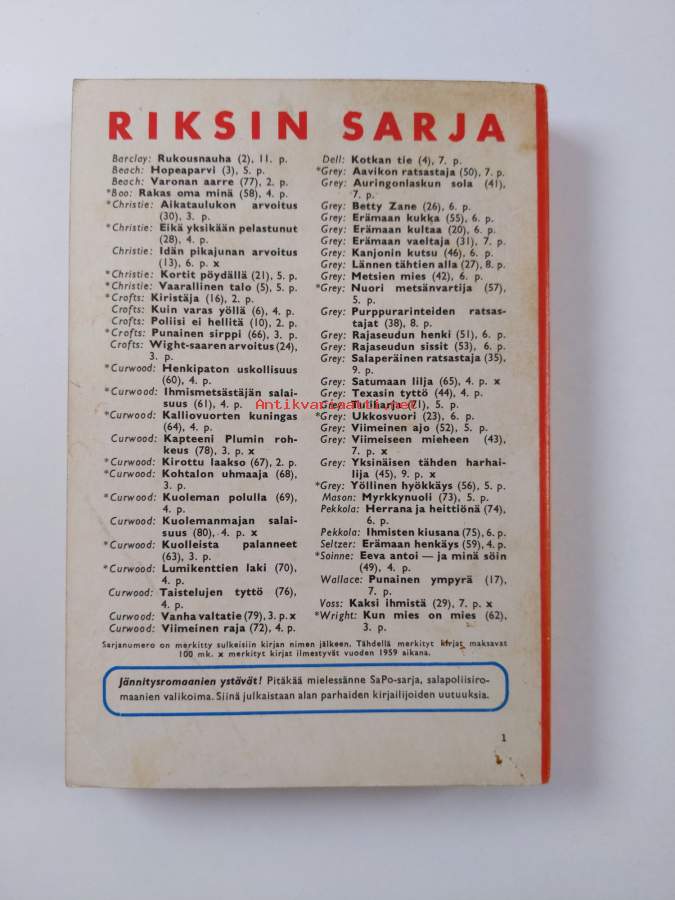 RIKSIN SARJA
Barclay: Rukousnauha (2), 11. p.
Beach: Hopeaparvi (3), 5. p.
Beach: Varonan aarre (77), 2. p.
*Boo: Rakas oma minä (58), 4. p.
*Christie: Aikataulukon arvoitus
(30), 3. p.
*Christie: Eikä yksikään pelastunut
(28), 4. p.
Christie: Idän pikajunan arvoitus
(13), 6. p. x
*Christie: Kortit pöydällä (21), 5. p.
*Christie: Vaarallinen talo (5), 5. p.
*Crofts: Kiristäjä (16), 2. p.
Crofts: Kuin varas yöllä (6), 4. p.
Crofts: Poliisi ei hellitä (10), 2. p.
*Crofts: Punainen sirppi (66), 3. p.
Crofts: Wight-saaren arvoitus (24),
3. p.
*Curwood: Henkipaton uskollisuus
(60), 4. p.
*Curwood: Ihmismetsästäjän salai-
suus (61), 4. p.
*Curwood: Kalliovuorten kuningas
(64), 4. p.
Curwood: Kapteeni Plumin roh-
keus (78), 3. p. x
*Curwood: Kirottu laakso (67), 2. p.
*Curwood: Kohtalon uhmaaja (68),
3. p.
*Curwood: Kuoleman polulla (69),
4. p.
Curwood: Kuolemanmajan salai-
suus (80), 4. p. x
*Curwood: Kuolleista palanneet
(63), 3. p.
*Curwood: Lumikenttien laki (70),
4. p.
Curwood: Taistelujen tyttö (76),
4. p.
Curwood: Vanha valtatie (79), 3. p. x
Curwood: Viimeinen raja (72), 4. p.
Dell: Kotkan tie (4), 7. p.
*Grey: Aavikon ratsastaja (50), 7. p.
Grey: Auringonlaskun sola (41),
7. p.
Grey: Betty Zane (26), 6. p.
Grey: Erämaan kukka (55), 6. p.
Grey: Erämaan kultaa (20), 6. p.
Grey: Erämaan vaeltaja (31), 7. p.
Grey: Kanjonin kutsu (46), 6. p.
Grey: Lännen tähtien alla (27), 8. p.
Grey: Metsien mies (42), 6. p.
*Grey: Nuori metsänvartija (57),
5. p.
Grey: Purppurarinteiden ratsas-
tajat (38), 8. p.
Grey: Rajaseudun henki (51), 6. p.
Grey: Rajaseudun sissit (53), 6. p.
Grey: Salaperäinen ratsastaja (35),
9. p.
Grey: Satumaan lilja (65), 4. p. x
Grey: Texasin tyttö (44), 4. p.
Grey: Tuliharja (71), 5. p.
*Grey: Ukkosvuori (23), 6. p.
Grey: Viimeinen ajo (52), 5. p.
Grey: Viimeiseen mieheen (43),
7. p. x
Grey: Yksinäisen tähden harhai-
lija (45), 9. p. x
*Grey: Yöllinen hyökkäys (56), 5. p.
Mason: Myrkkynuoli (73), 5. p.
Pekkola: Herrana ja heittiönä (74),
6. p.
Pekkola: Ihmisten kiusana (75), 6. p.
Seltzer: Erämaan henkäys (59), 4. p.
*Soinne: Eeva antoi — ja minä söin
(49), 4. p.
Wallace: Punainen ympyrä (17),
7. p.
Voss: Kaksi ihmistä (29), 7. p. x
*Wright: Kun mies on mies (62),
3. p.
Antikvariaatti.net
Sarjanumero on merkitty sulkeisiin kirjan nimen jälkeen. Tähdellä merkityt kirjat maksavat
100 mk. x merkityt kirjat ilmestyvät vuoden 1959 aikana.
Jännitysromaanien ystävät! Pitäkää mielessänne SaPo-sarja, salapoliisiro-
maanien valikoima. Siinä julkaistaan alan parhaiden kirjailijoiden uutuuksia.
1